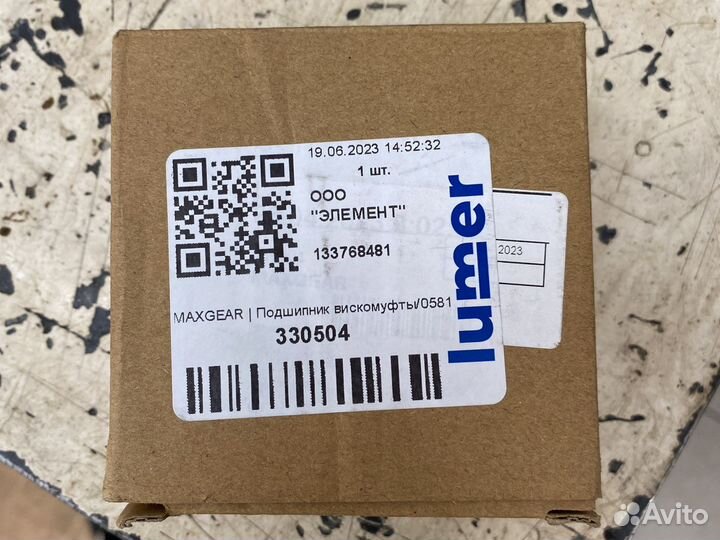 19.06.2023 14:52:32
1 шт.
ООО
"ЭЛЕМЕНТ"
133768481
MAXGEAR | Подшипник вискомуфты/0581
330504
lumer
2023
Avito